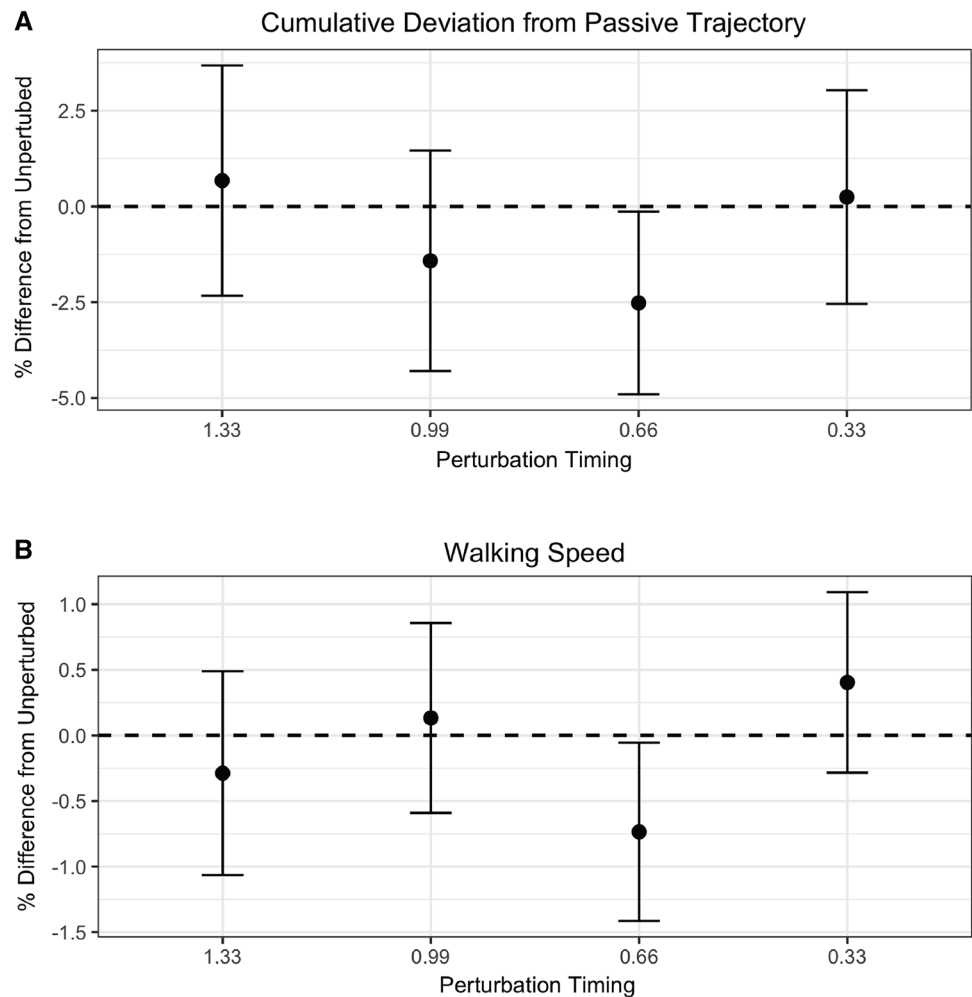 A
Cumulative Deviation from Passive Trajectory
% Difference from Unpertubed
2.5
0.0
-2.5
-5.0
1.33 0.99 0.66 0.33
Perturbation Timing
B
Walking Speed
% Difference from Unperturbed
1.0
0.5
0.0
-0.5
-1.0
-1.5
1.33 0.99 0.66 0.33
Perturbation Timing